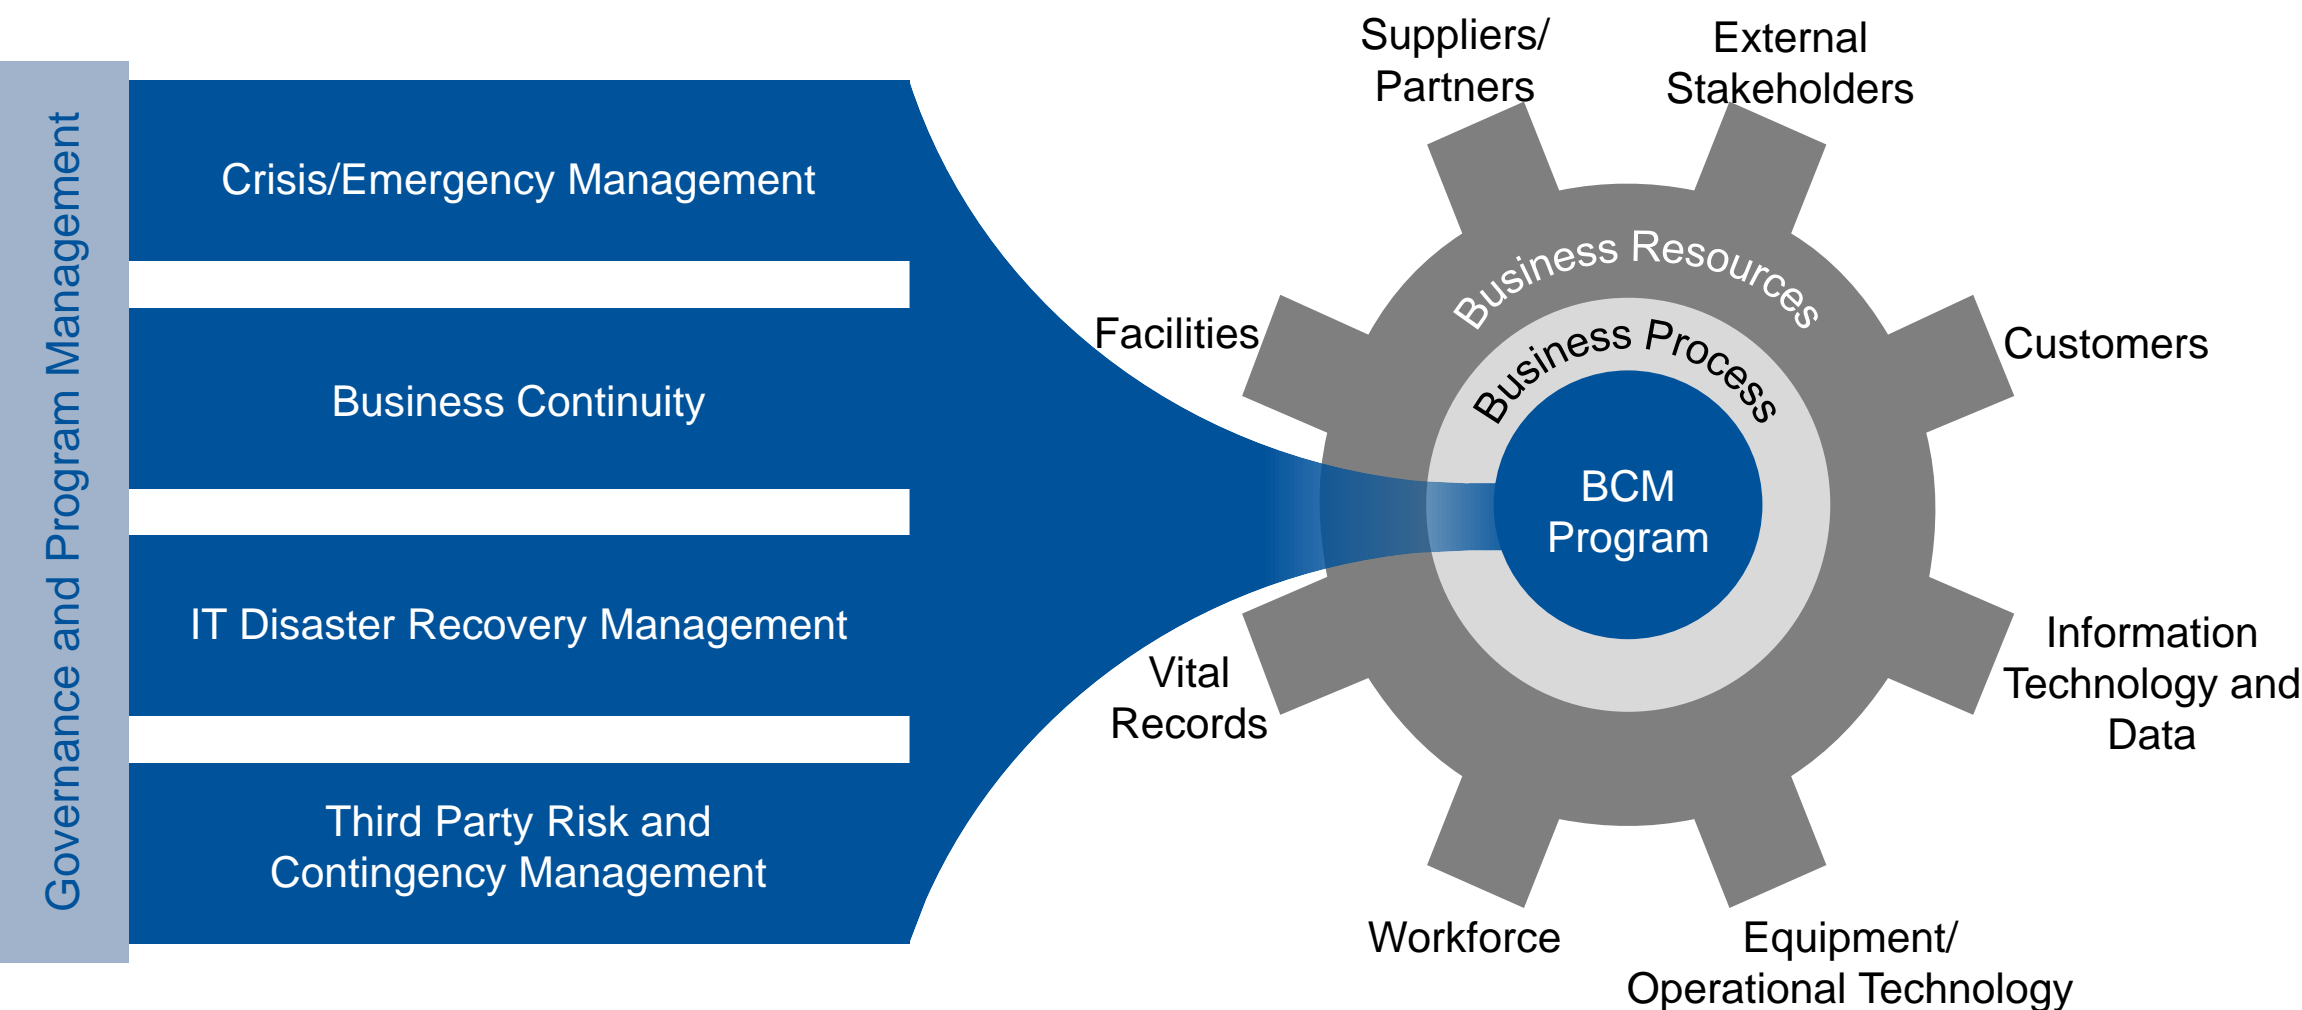 Governance and Program Management
Crisis/Emergency Management
Business Continuity
IT Disaster Recovery Management
Third Party Risk and
Contingency Management
Suppliers/
Partners
External
Stakeholders
Facilities
Customers
Business Resources
Business Process
BCM
Program
Vital
Records
Information
Technology and
Data
Workforce
Equipment/
Operational Technology